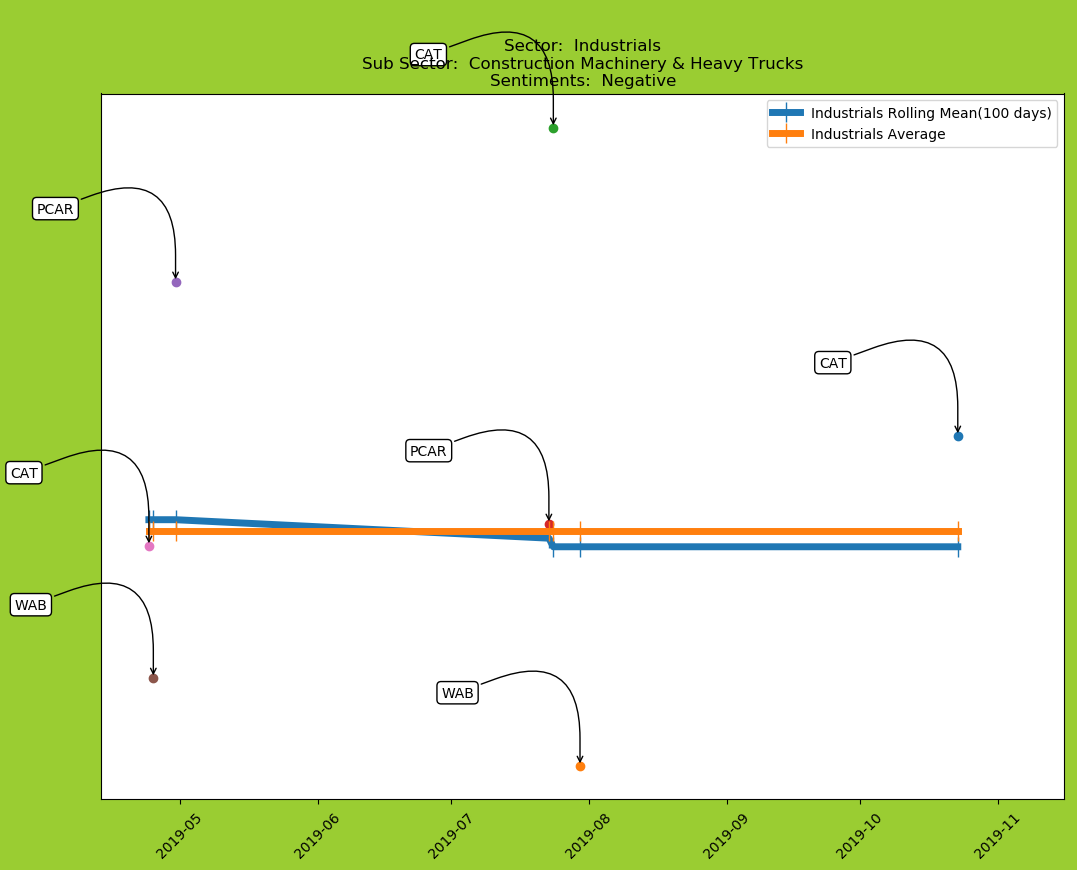 CAT
Sector:  Industrials
Sub Sector:  Construction Machinery & Heavy Trucks
Sentiments:  Negative
Industrials Rolling Mean(100 days)
Industrials Average
PCAR
CAT
PCAR
CAT
WAB
WAB
2019-05
2019-06
2019-07
2019-08
2019-09
2019-10
2019-11